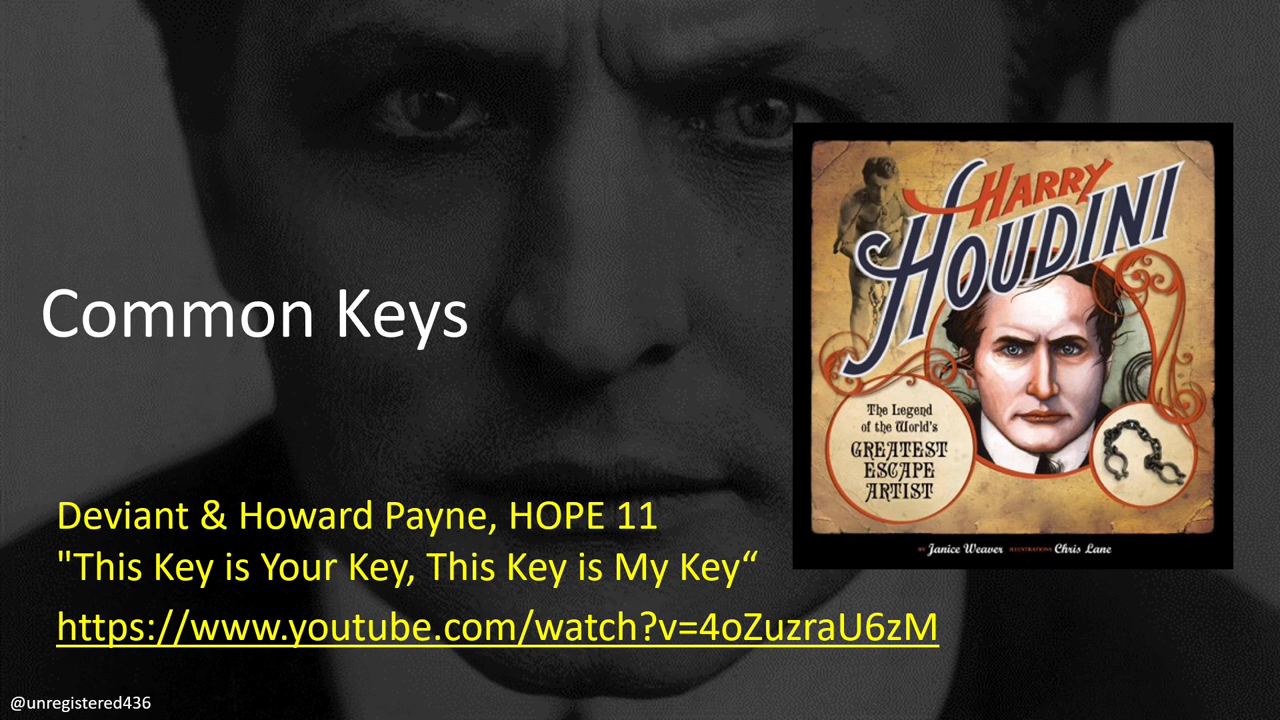 Common Keys
HARRY
HOUDINI
The Legend
of the World's
GREATEST
ESCAPE
ARTIST
BY Janice Weaver ILLUSTRATIONS Chris Lane
Deviant & Howard Payne, HOPE 11
"This Key is Your Key, This Key is My Key“
https://www.youtube.com/watch?v=4oZuzraU6zM
@unregistered436